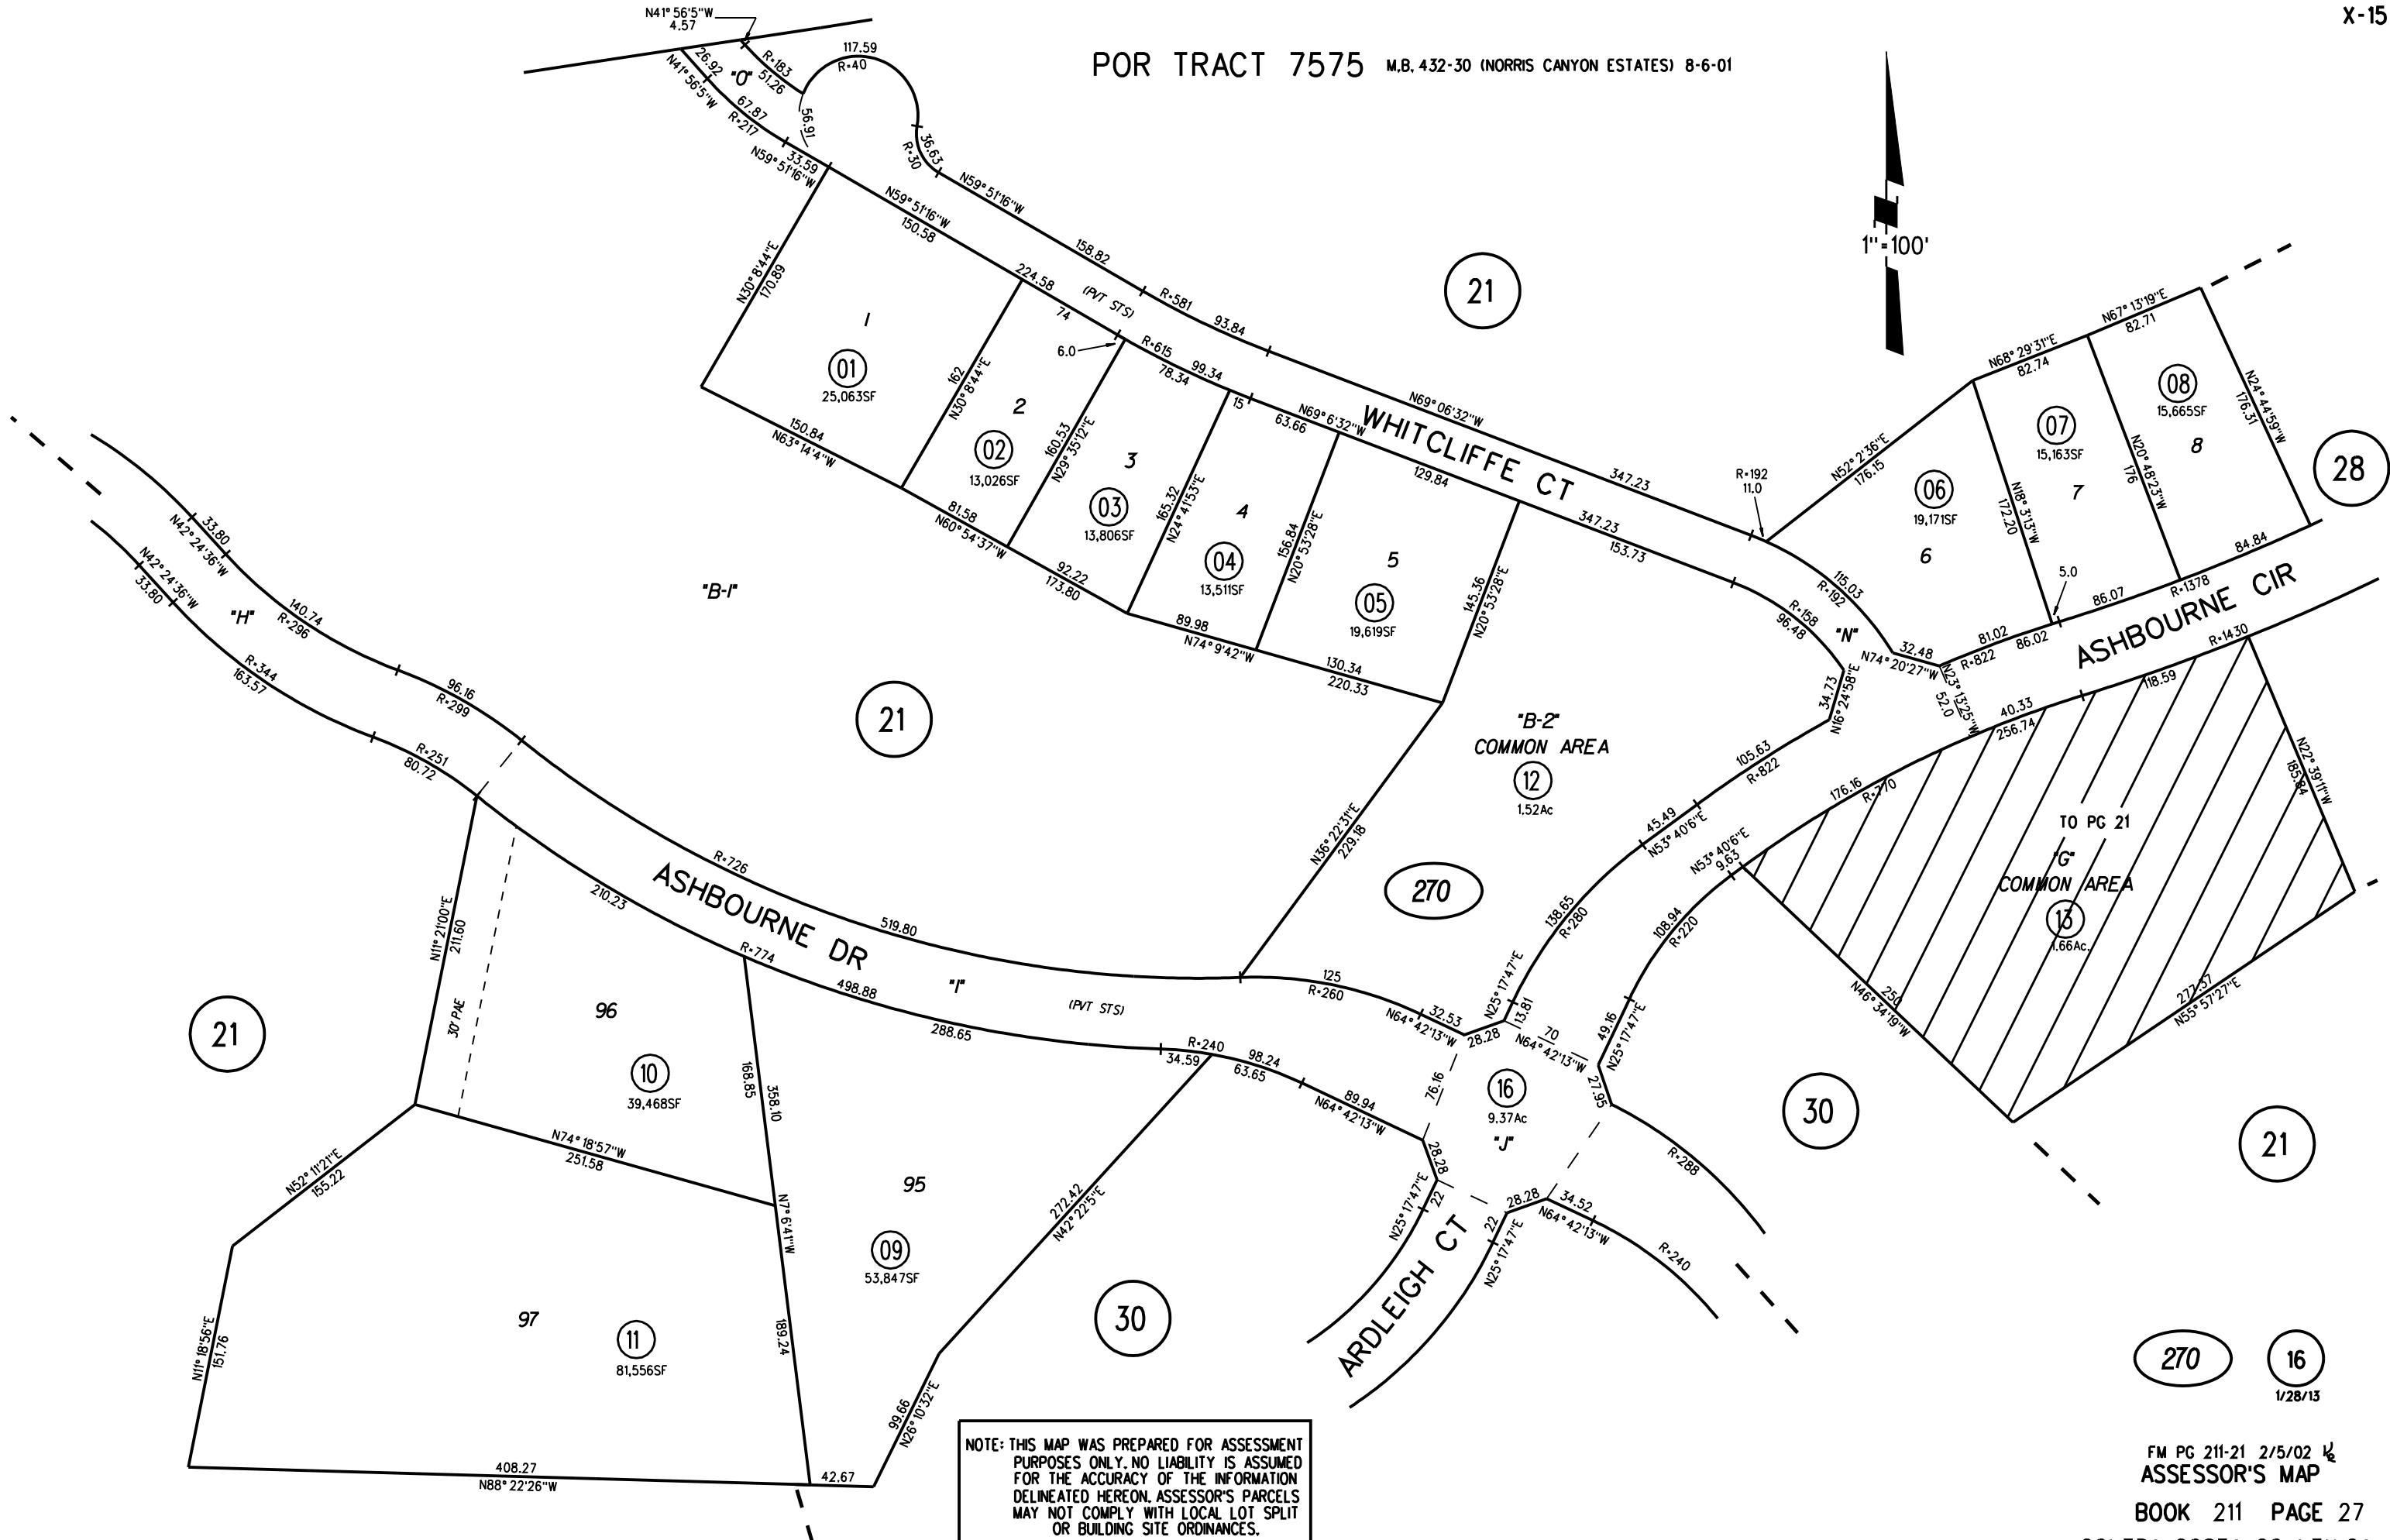 X-15
POR TRACT 7575 M.B. 432-30 (NORRIS CANYON ESTATES) 8-6-01
N41°56'5"W
4.57
117.59
R=40
26.92
N41°56'5"W
"O"
R=183
51.26
67.87
R=217
56.91
33.59
N59°51'16"W
36.63
R=30
N59°51'16"W
158.82
N59°51'16"W
150.58
224.58
74
(PVT STS)
R=581
93.84
21
1"=100'
N30°8'44"E
170.89
1
01
25,063SF
150.84
N63°14'4"W
162
N30°8'44"E
2
02
13,026SF
6.0
R=615
99.34
78.34
15
81.58
N60°54'37"W
160.53
N29°35'12"E
3
03
13,806SF
92.22
173.80
165.32
N24°41'53"E
4
04
13,511SF
63.66
N69°6'32"W
129.84
N69°06'32"W
347.23
WHITCLIFFE CT
347.23
153.73
156.84
N20°53'28"E
5
05
19,619SF
145.36
N20°53'28"E
89.98
N74°9'42"W
130.34
220.33
R=192
11.0
N52°2'36"E
176.15
N68°29'31"E
82.74
N67°13'19"E
82.71
06
19,171SF
6
07
15,163SF
7
08
15,665SF
8
N18°3'13"W
172.20
N20°48'23"W
176
N24°44'59"W
176.31
28
115.03
R=192
R=158
96.48
"N"
32.48
N74°20'27"W
81.02
R=822
86.02
5.0
86.07
R=1378
84.84
ASHBOURNE CIR
N23°13'25"W
52.0
34.73
N16°24'58"E
R=1430
118.59
40.33
256.74
176.16
R=770
N22°39'11"W
185.84
TO PG 21
"G"
COMMON AREA
13
1.66Ac.
250
N46°34'19"W
277.37
N55°57'27"E
33.80
N42°24'36"W
N42°24'36"W
33.80
"H"
140.74
R=296
R=344
163.57
96.16
R=299
R=251
80.72
"B-1"
21
"B-2"
COMMON AREA
12
1.52Ac
105.63
R=822
45.49
N53°40'6"E
N53°40'6"E
9.63
N36°22'31"E
229.18
270
138.65
R=280
108.94
R=220
R=726
210.23
ASHBOURNE DR
519.80
R=774
498.88
"I"
(PVT STS)
288.65
125
R=260
32.53
N64°42'13"W
28.28
N25°17'47"E
13.81
70
N64°42'13"W
49.16
N25°17'47"E
27.95
N11°21'00"E
211.60
30' PAE
96
10
39,468SF
168.85
358.10
R=240
34.59
98.24
63.65
89.94
N64°42'13"W
76.16
16
9.37Ac
"J"
21
30
21
R=288
28.28
N25°17'47"E
22
28.28
22
N25°17'47"E
34.52
N64°42'13"W
R=240
ARDLEIGH CT
N74°18'57"W
251.58
N52°11'21"E
155.22
95
09
53,847SF
N7°6'41"W
189.24
272.42
N42°22'5"E
30
97
11
81,556SF
N11°18'56"E
151.76
408.27
N88°22'26"W
42.67
99.66
N26°10'32"E
NOTE: THIS MAP WAS PREPARED FOR ASSESSMENT
PURPOSES ONLY. NO LIABILITY IS ASSUMED
FOR THE ACCURACY OF THE INFORMATION
DELINEATED HEREON. ASSESSOR'S PARCELS
MAY NOT COMPLY WITH LOCAL LOT SPLIT
OR BUILDING SITE ORDINANCES.
270
16
1/28/13
FM PG 211-21 2/5/02
ASSESSOR'S MAP
BOOK 211 PAGE 27